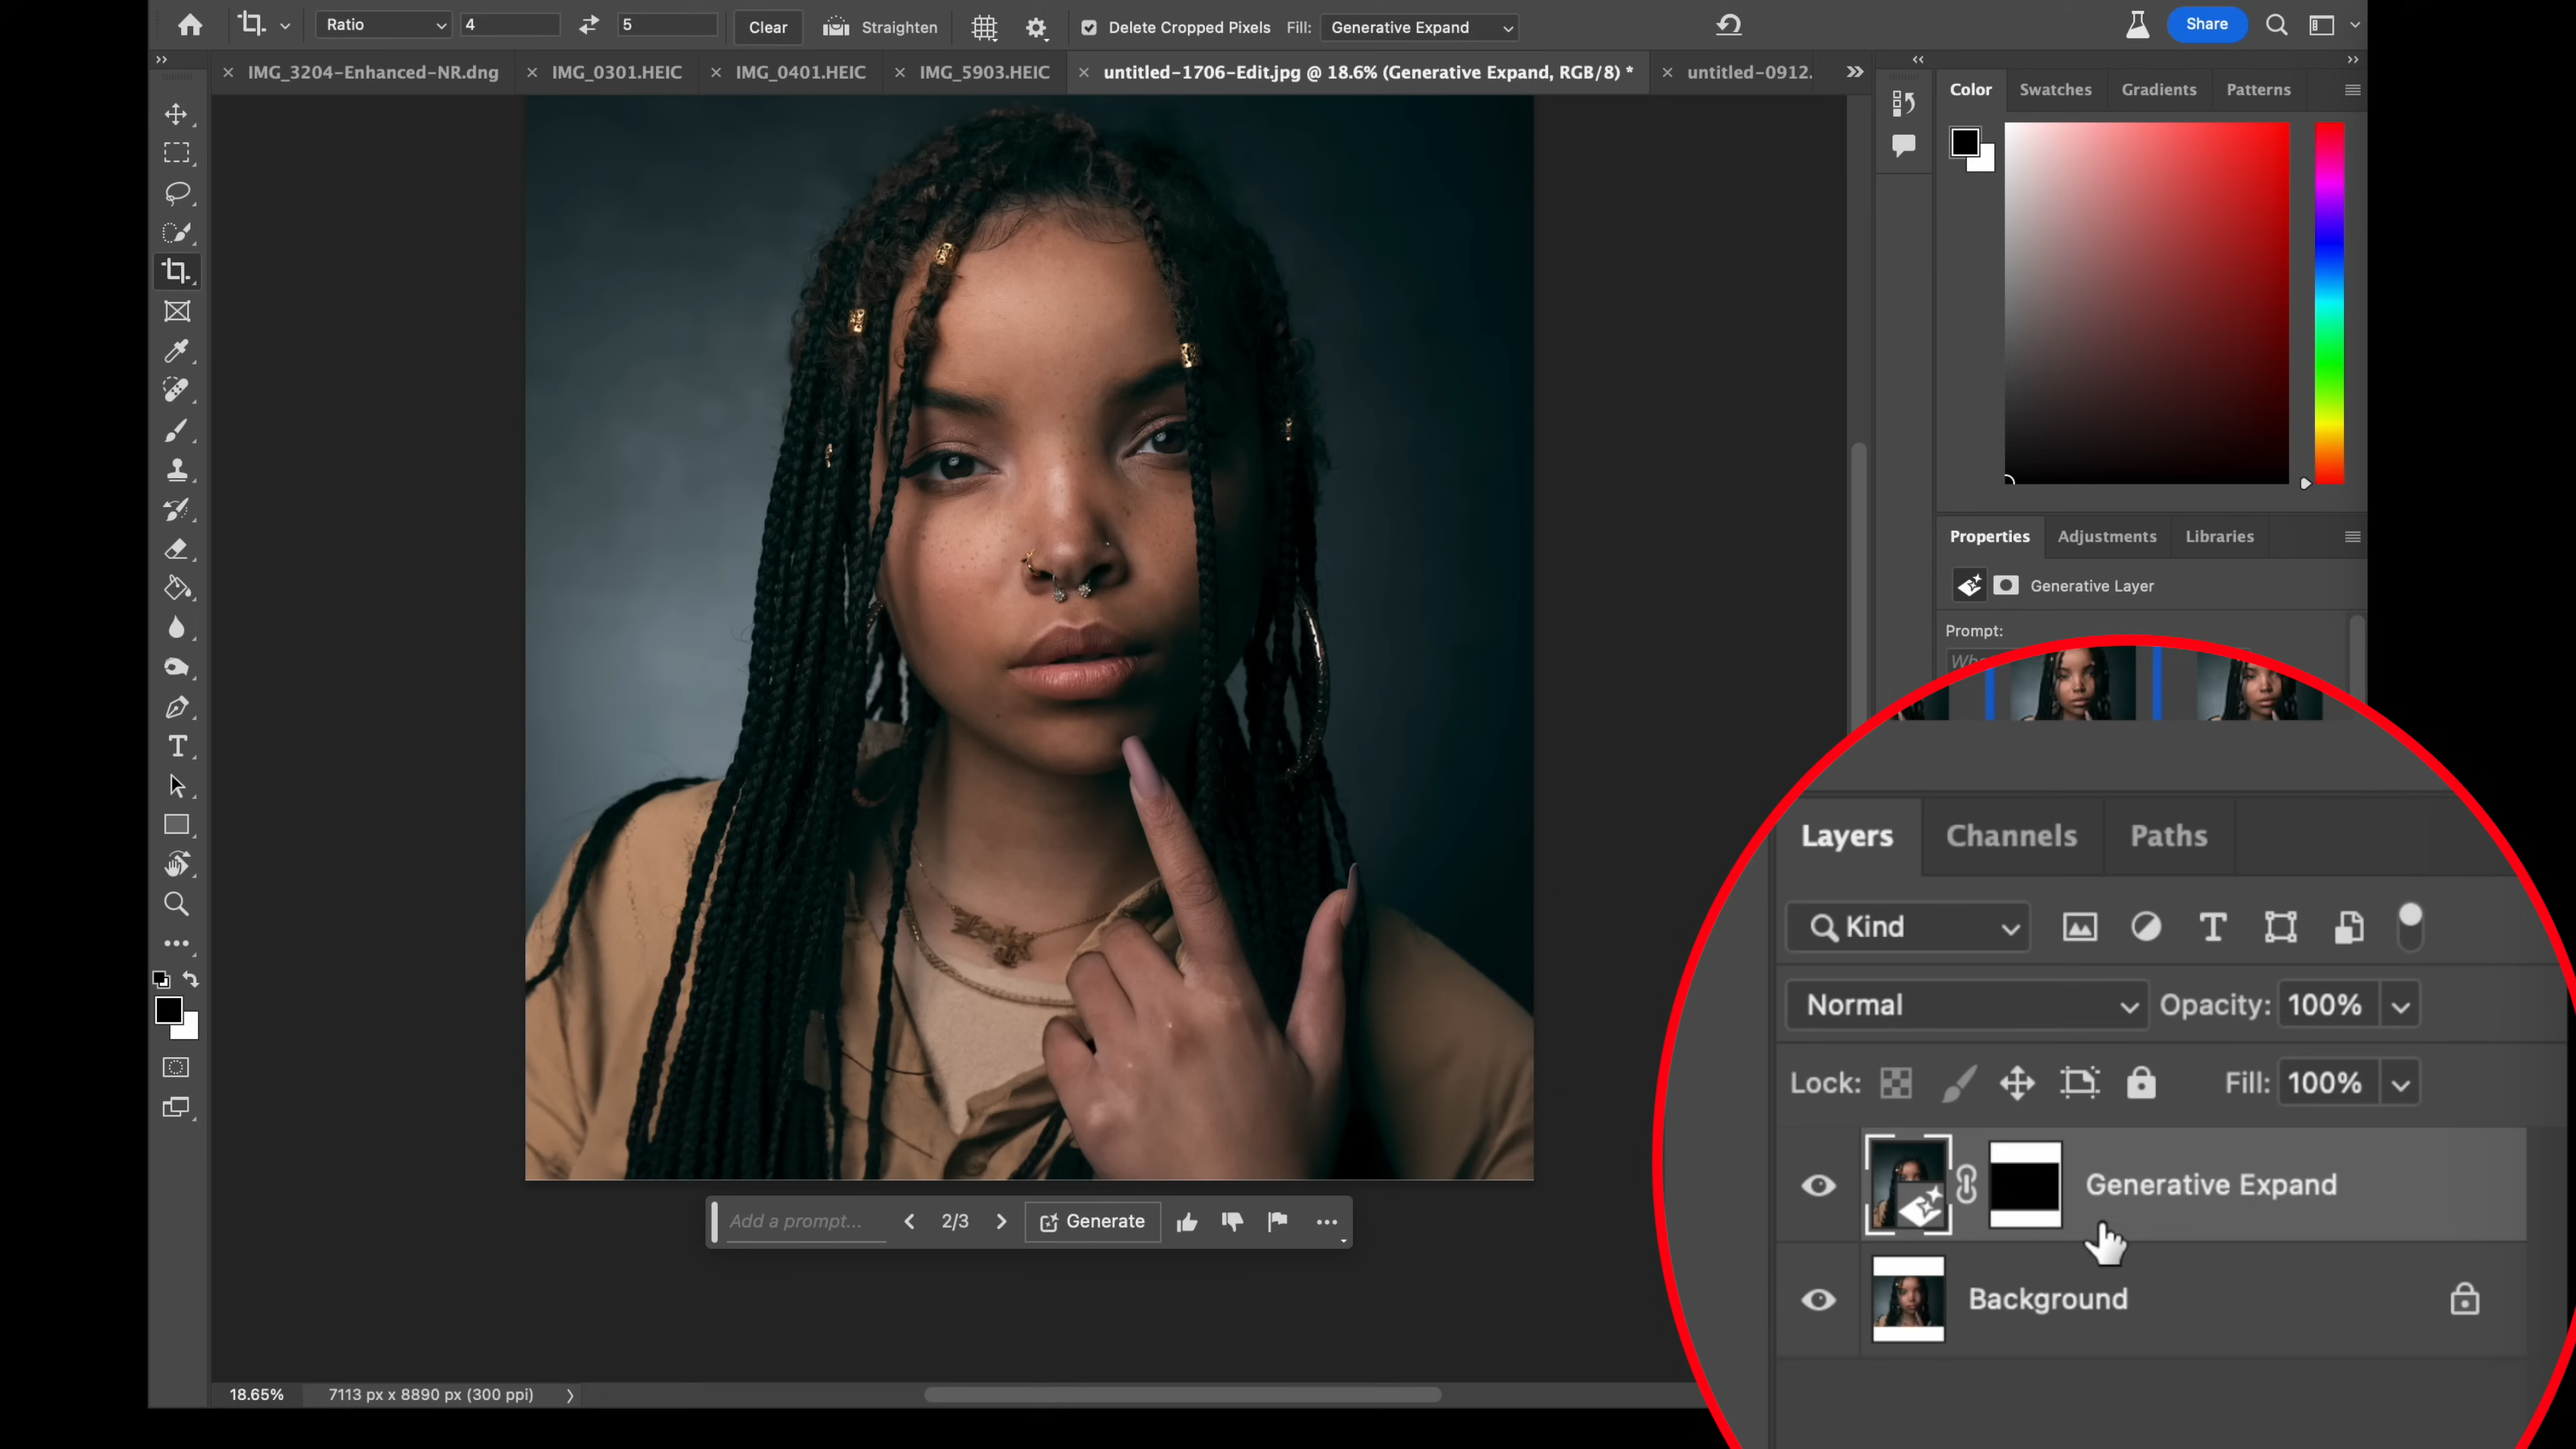 Ratio 4 5 Clear Straighten Delete Cropped Pixels Fill: Generative Expand Share
IMG_3204-Enhanced-NR.dng IMG_0301.HEIC IMG_0401.HEIC IMG_5903.HEIC untitled-1706-Edit.jpg @ 18.6% (Generative Expand, RGB/8) * untitled-0912.
Color Swatches Gradients Patterns
Properties Adjustments Libraries
Generative Layer
Prompt:
Layers Channels Paths
Kind
Normal Opacity: 100%
Lock: Fill: 100%
Generative Expand
Background
Add a prompt... 2/3 Generate
18.65% 7113 px x 8890 px (300 ppi)